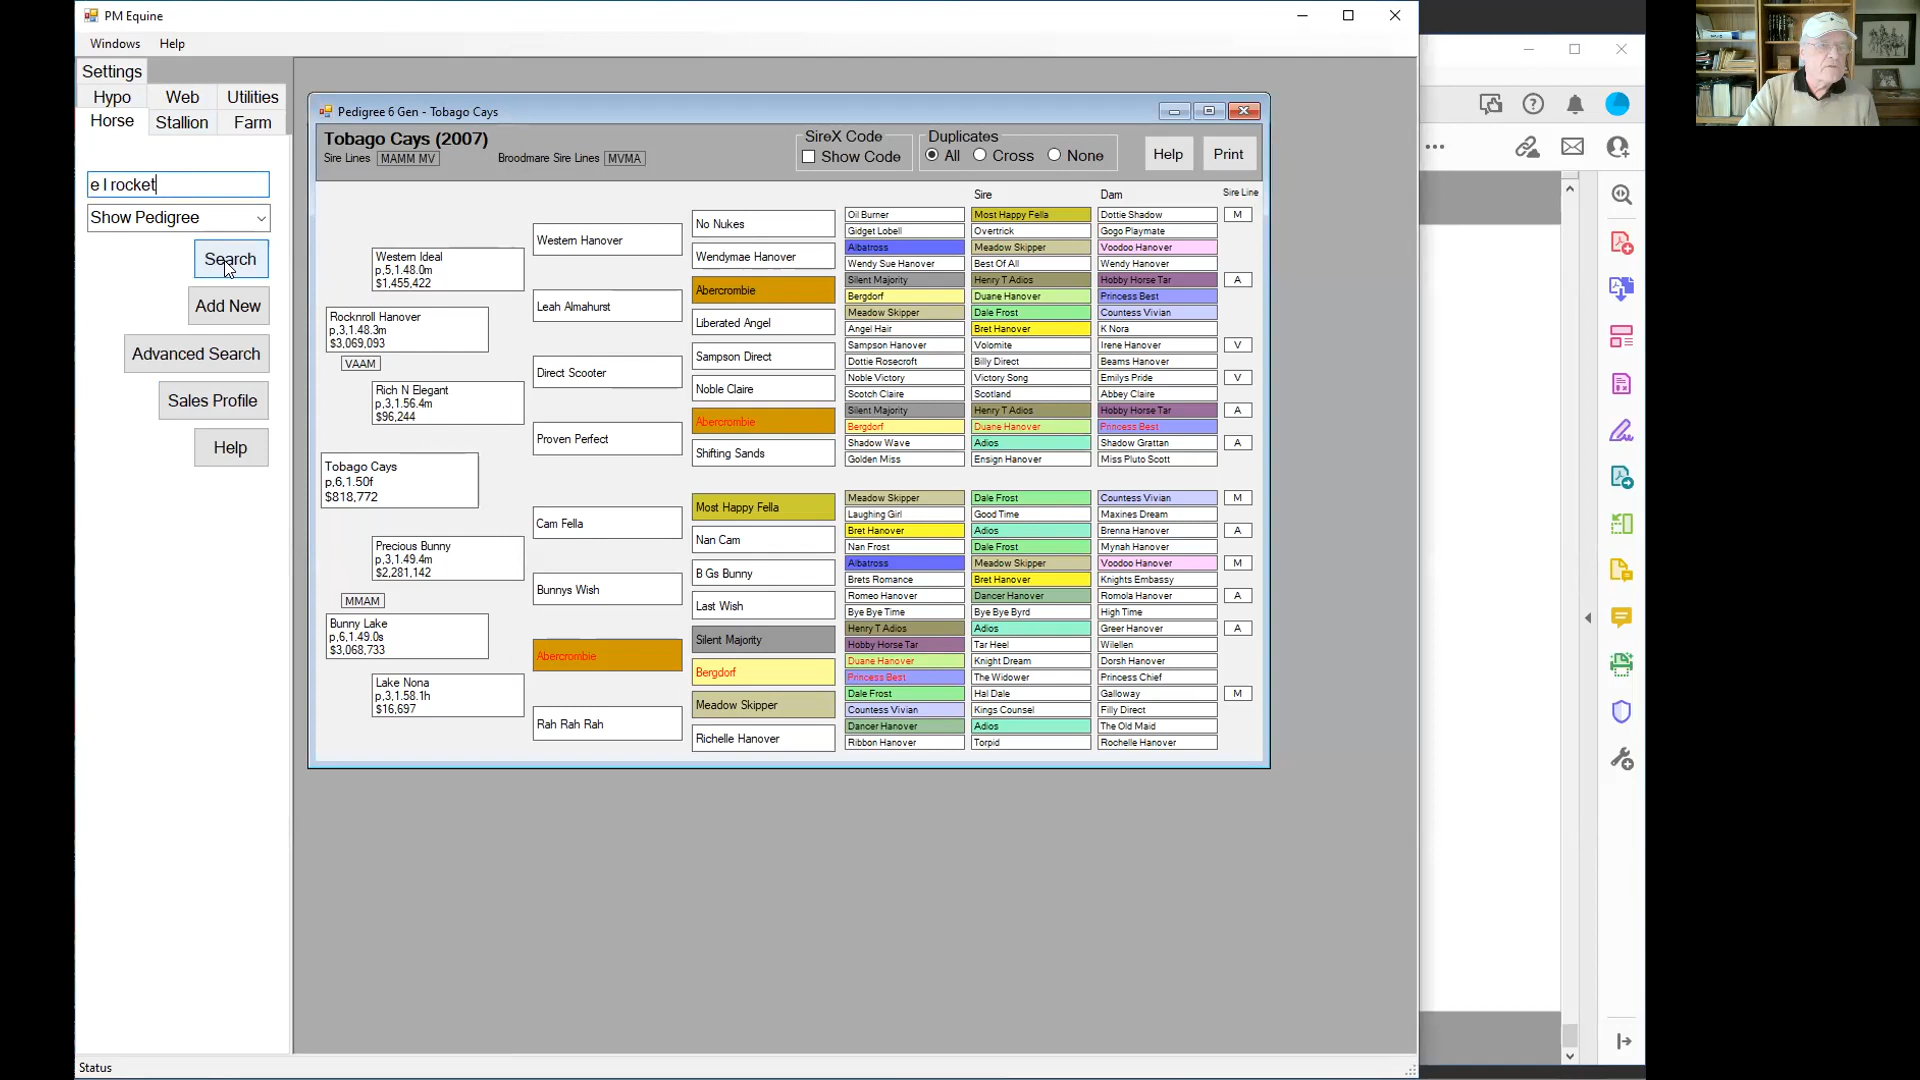 PM Equine
Windows Help
Settings
Hypo Web Utilities
Horse Stallion Farm
e l rocket
Show Pedigree
Search
Add New
Advanced Search
Sales Profile
Help
Pedigree 6 Gen - Tobago Cays
Tobago Cays (2007)
Sire Lines MAMM MV Broodmare Sire Lines MVMA
SireX Code
Show Code
Duplicates
All Cross None
Help Print
Sire Dam Sire Line
Tobago Cays
p,6,1.50f
$818,772
Rocknroll Hanover
p,3,1.48.3m
$3,069,093
VAAM
MMAM
Bunny Lake
p,6,1.49.0s
$3,068,733
Western Ideal
p,5,1.48.0m
$1,455,422
Rich N Elegant
p,3,1.56.4m
$96,244
Precious Bunny
p,3,1.49.4m
$2,281,142
Lake Nona
p,3,1.58.1h
$16,697
Western Hanover
Leah Almahurst
Direct Scooter
Proven Perfect
Cam Fella
Bunnys Wish
Abercrombie
Rah Rah Rah
No Nukes
Wendymae Hanover
Abercrombie
Liberated Angel
Sampson Direct
Noble Claire
Abercrombie
Shifting Sands
Most Happy Fella
Nan Cam
B Gs Bunny
Last Wish
Silent Majority
Bergdorf
Meadow Skipper
Richelle Hanover
Oil Burner Most Happy Fella Dottie Shadow M
Gidget Lobell Overtrick Gogo Playmate
Albatross Meadow Skipper Voodoo Hanover
Wendy Sue Hanover Best Of All Wendy Hanover
Silent Majority Henry T Adios Hobby Horse Tar A
Bergdorf Duane Hanover Princess Best
Meadow Skipper Dale Frost Countess Vivian
Angel Hair Bret Hanover K Nora
Sampson Hanover Volomite Irene Hanover V
Dottie Rosecroft Billy Direct Beams Hanover
Noble Victory Victory Song Emilys Pride V
Scotch Claire Scotland Abbey Claire
Silent Majority Henry T Adios Hobby Horse Tar A
Bergdorf Duane Hanover Princess Best
Shadow Wave Adios Shadow Grattan A
Golden Miss Ensign Hanover Miss Pluto Scott
Meadow Skipper Dale Frost Countess Vivian M
Laughing Girl Good Time Maxines Dream
Bret Hanover Adios Brenna Hanover A
Nan Frost Dale Frost Mynah Hanover
Albatross Meadow Skipper Voodoo Hanover M
Brets Romance Bret Hanover Knights Embassy
Romeo Hanover Dancer Hanover Romola Hanover A
Bye Bye Time Bye Bye Byrd High Time
Henry T Adios Adios Greer Hanover A
Hobby Horse Tar Tar Heel Wilellen
Duane Hanover Knight Dream Dorsh Hanover
Princess Best The Widower Princess Chief
Dale Frost Hal Dale Galloway M
Countess Vivian Kings Counsel Filly Direct
Dancer Hanover Adios The Old Maid
Ribbon Hanover Torpid Rochelle Hanover
Status